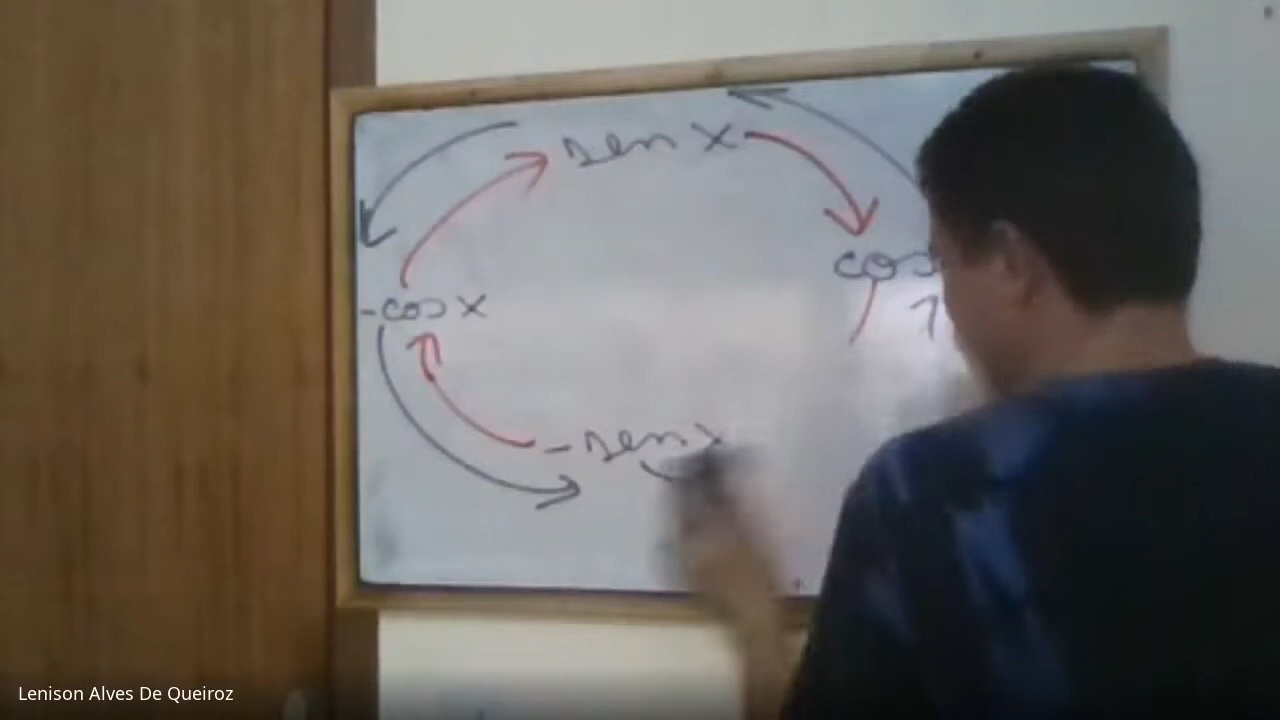 sen x
cos
-cos x
-sen x
Lenison Alves De Queiroz